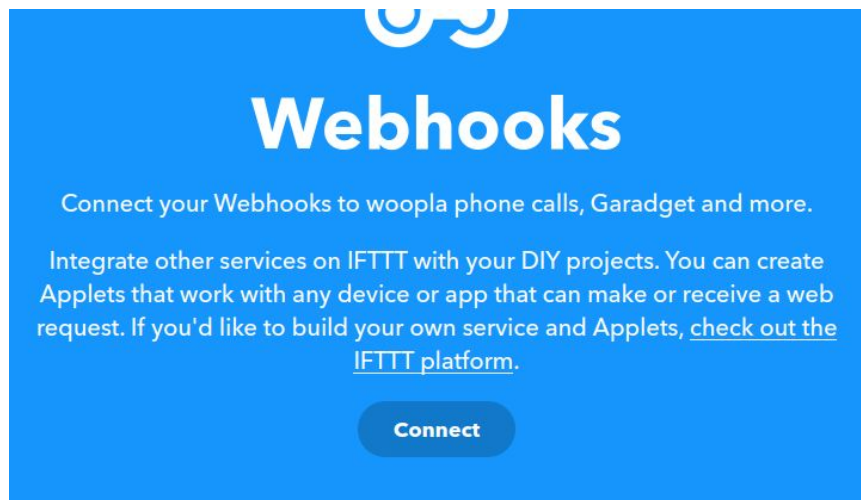 Webhooks
Connect your Webhooks to woopla phone calls, Garadget and more.
Integrate other services on IFTTT with your DIY projects. You can create
Applets that work with any device or app that can make or receive a web
request. If you'd like to build your own service and Applets, check out the
IFTTT platform.
Connect